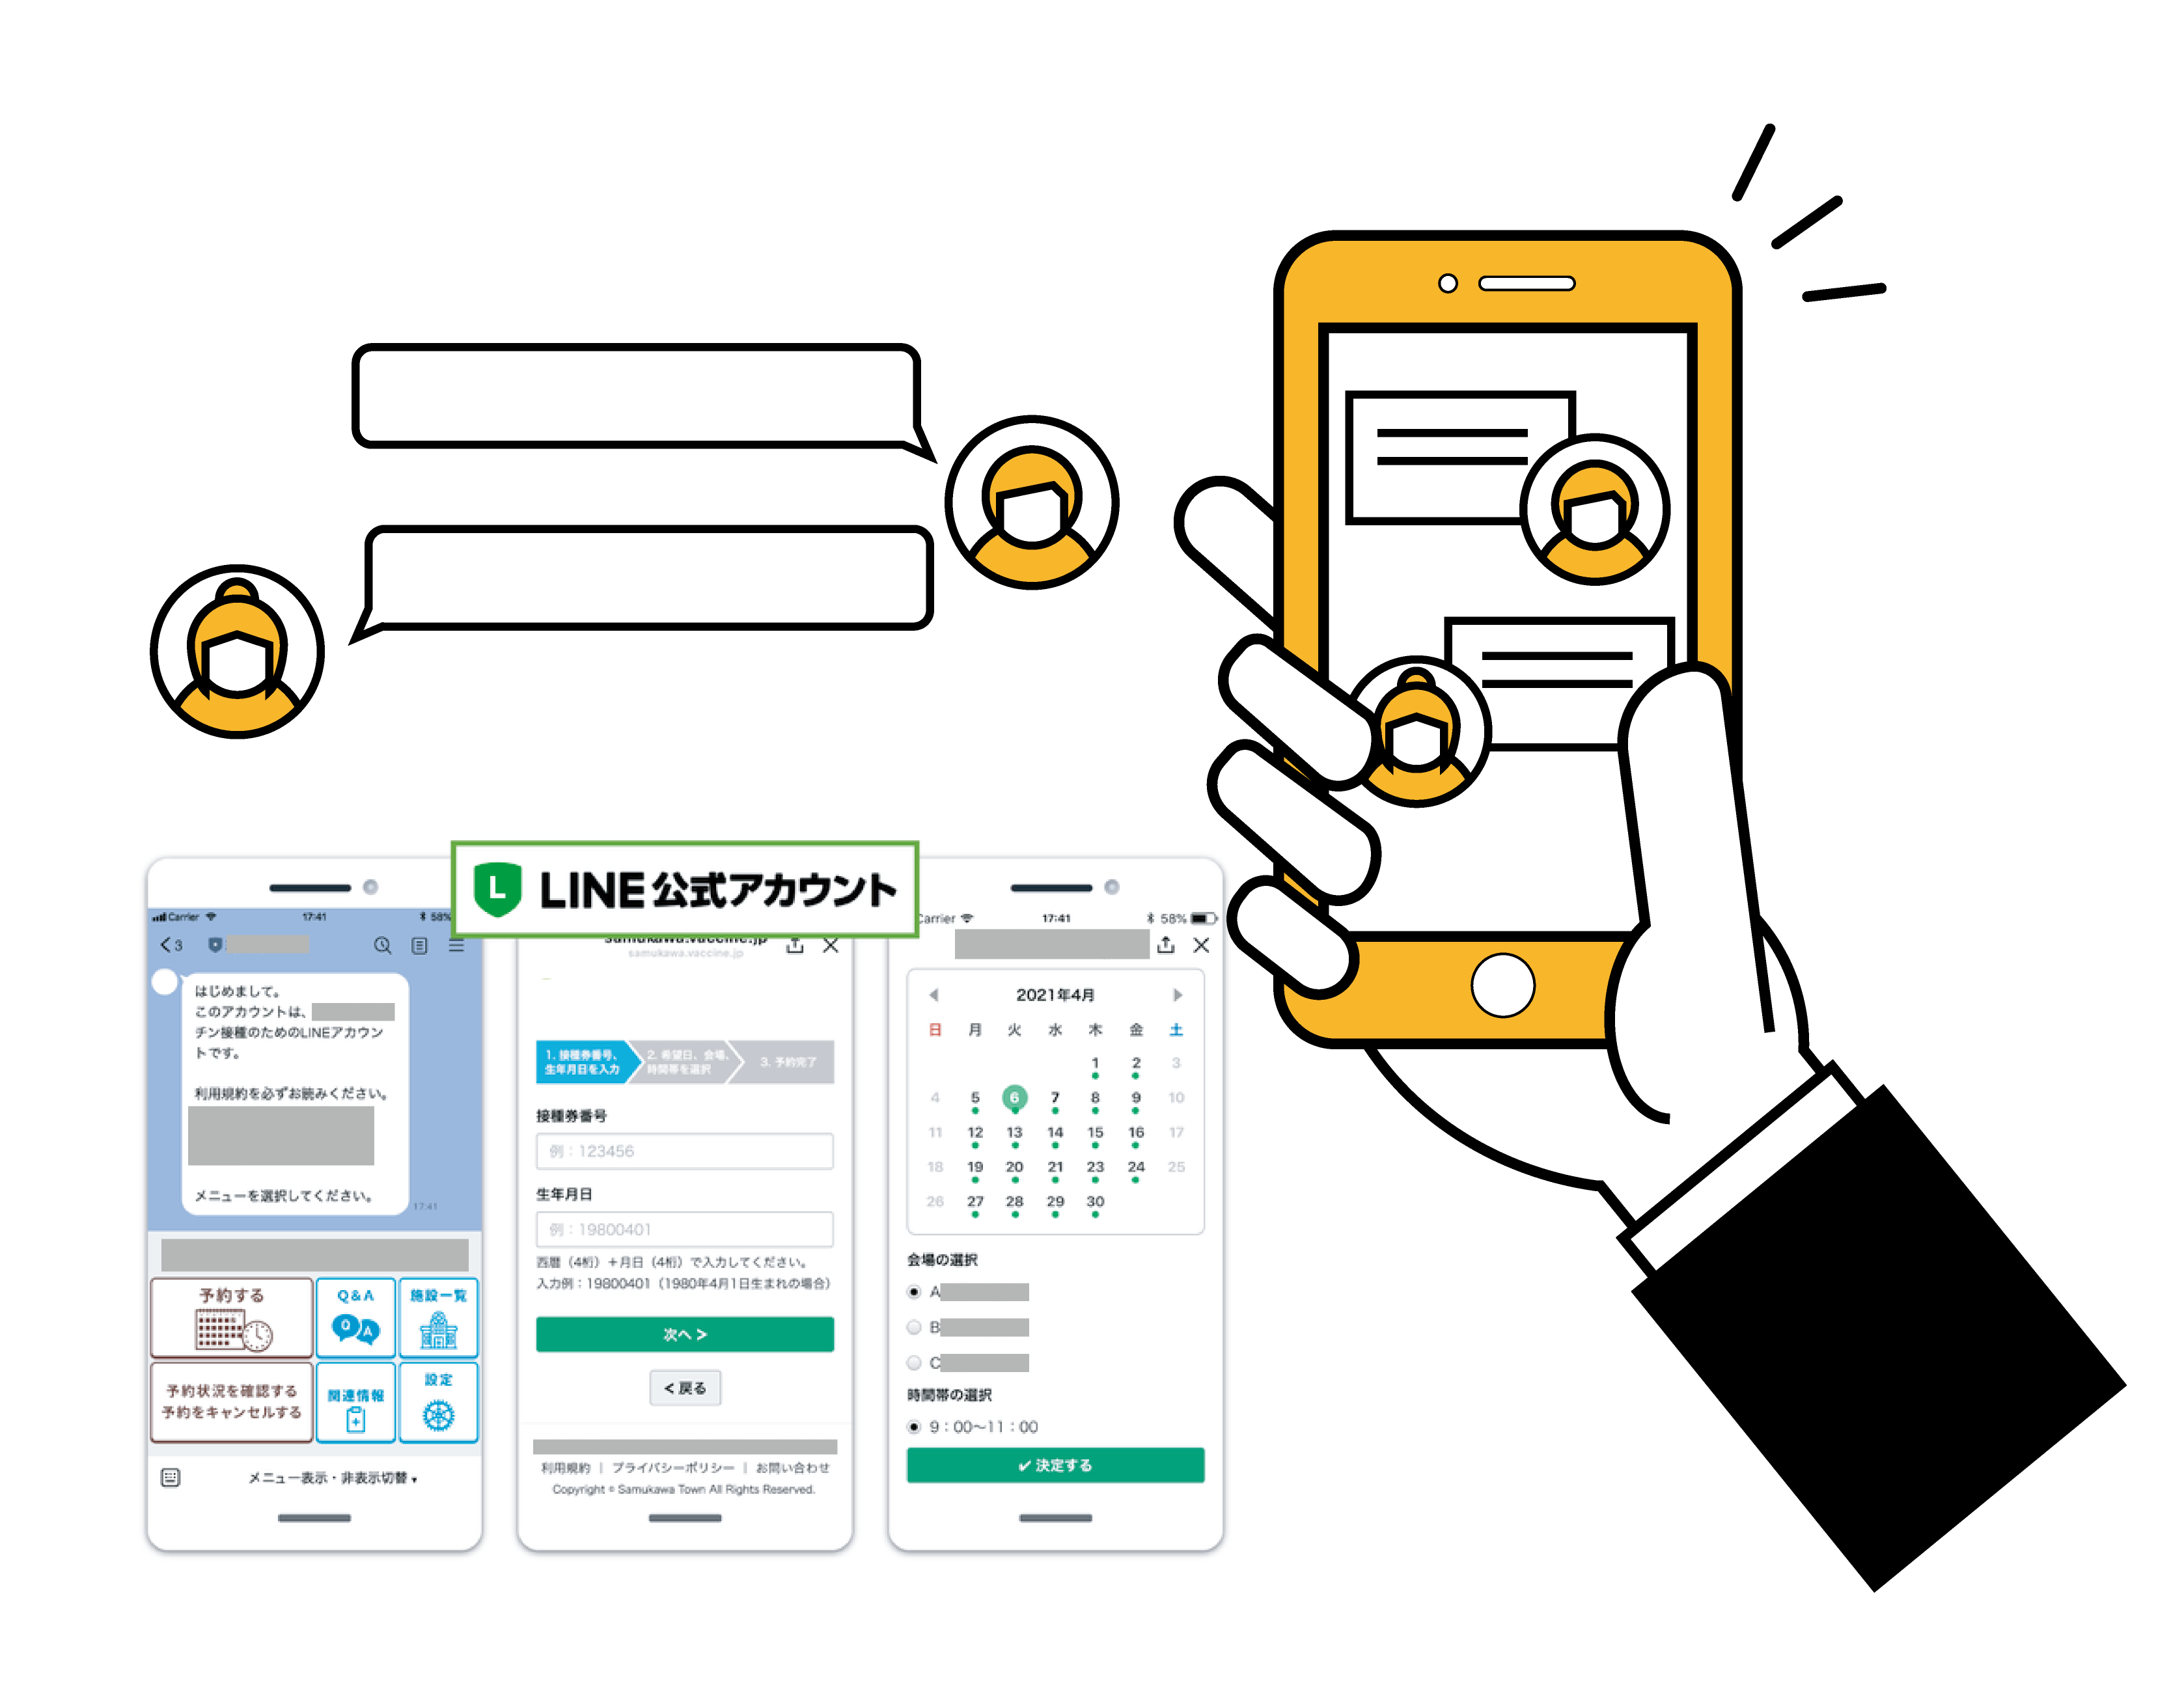 LINE公式アカウント
Carrier
17:41
58%
3
はじめまして。
このアカウントは、
チン接種のためのLINEアカウン
トです。
利用規約を必ずお読みください。
メニューを選択してください。
17:41
予約する
Q&A
Q
A
施設一覧
予約状況を確認する
予約をキャンセルする
関連情報
設定
メニュー表示・非表示切替
samukawa.vaccine.jp
samukawa.vaccine.jp
1. 接種券番号、
生年月日を入力
2. 希望日、会場、
時間帯を選択
3. 予約完了
接種券番号
例：123456
生年月日
例：19800401
西暦（4桁）＋月日（4桁）で入力してください。
入力例：19800401（1980年4月1日生まれの場合）
次へ >
< 戻る
利用規約 | プライバシーポリシー | お問い合わせ
Copyright © Samukawa Town All Rights Reserved.
Carrier
17:41
58%
2021年4月
日 月 火 水 木 金 土
1 2 3
4 5 6 7 8 9 10
11 12 13 14 15 16 17
18 19 20 21 23 24 25
26 27 28 29 30
会場の選択
A
B
C
時間帯の選択
9：00〜11：00
✔ 決定する